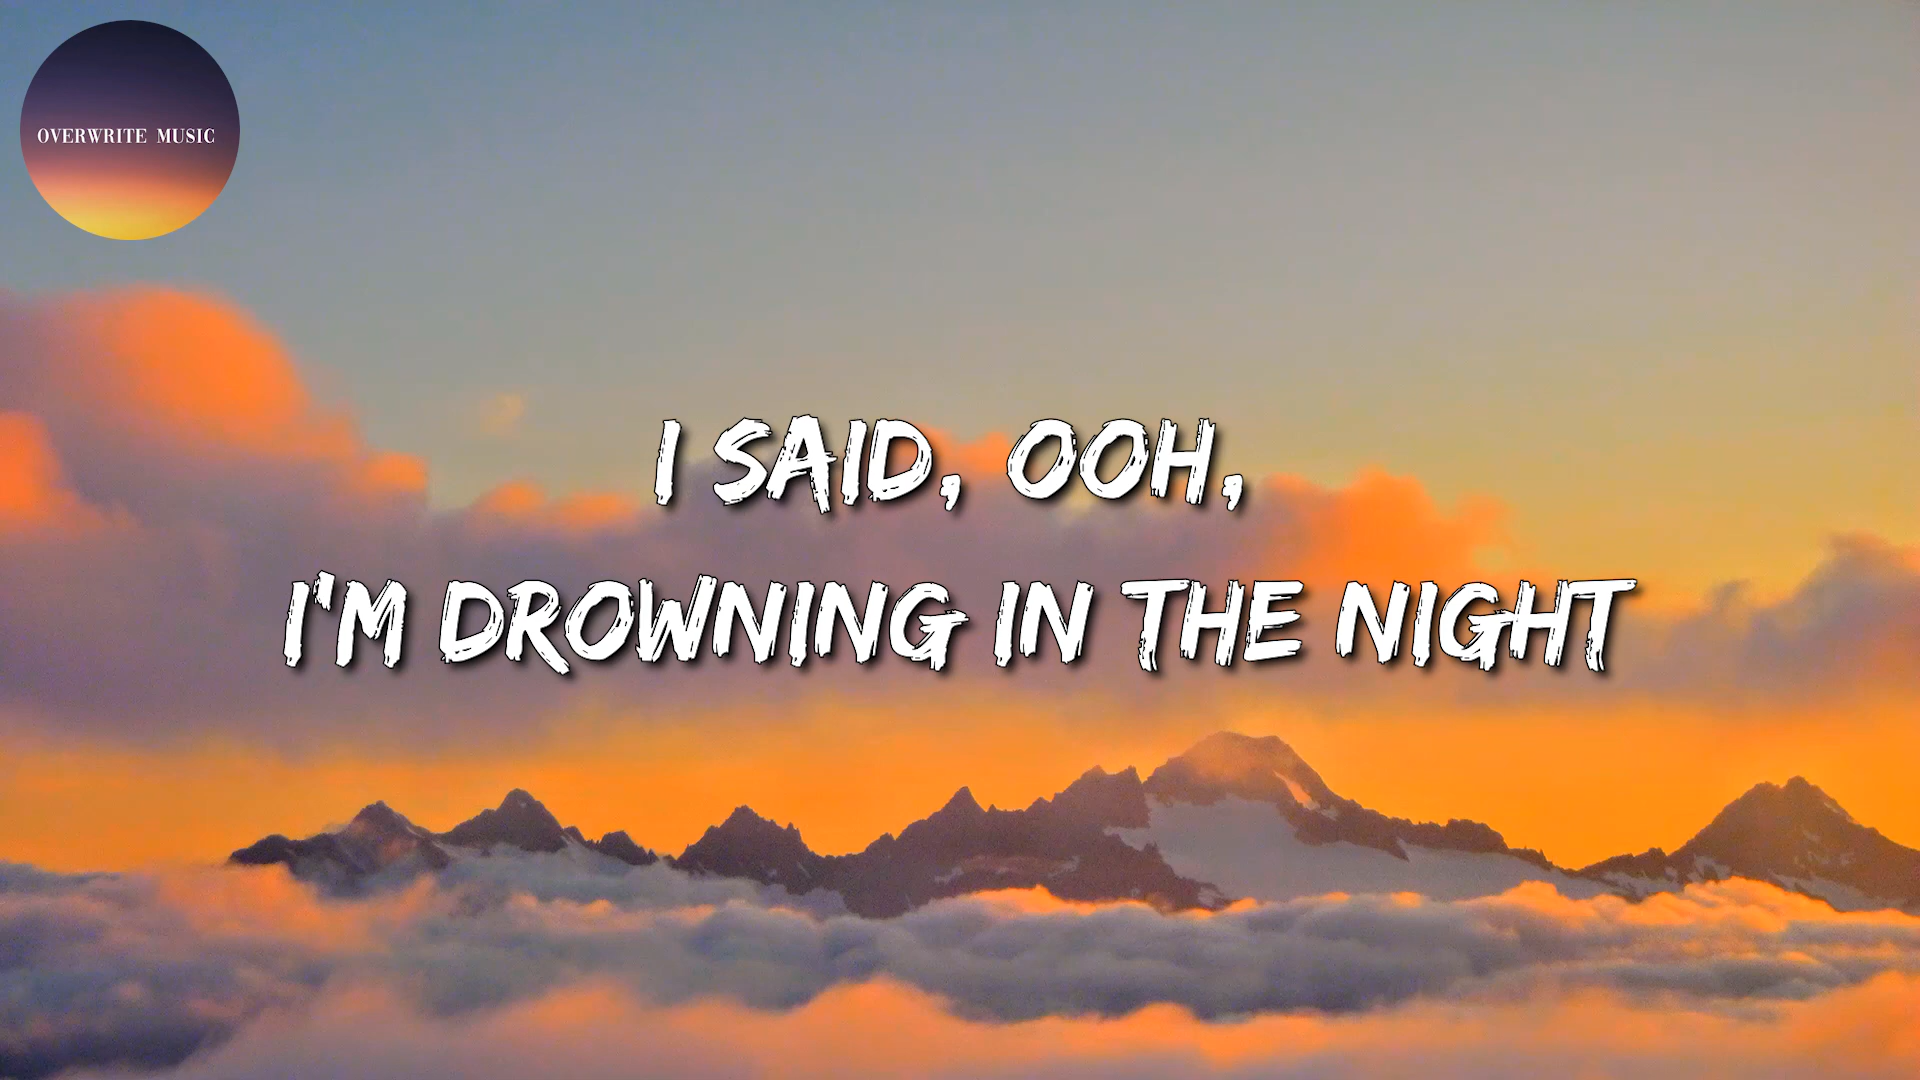 OVERWRITE MUSIC
I SAID, OOH,
I'M DROWNING IN THE NIGHT